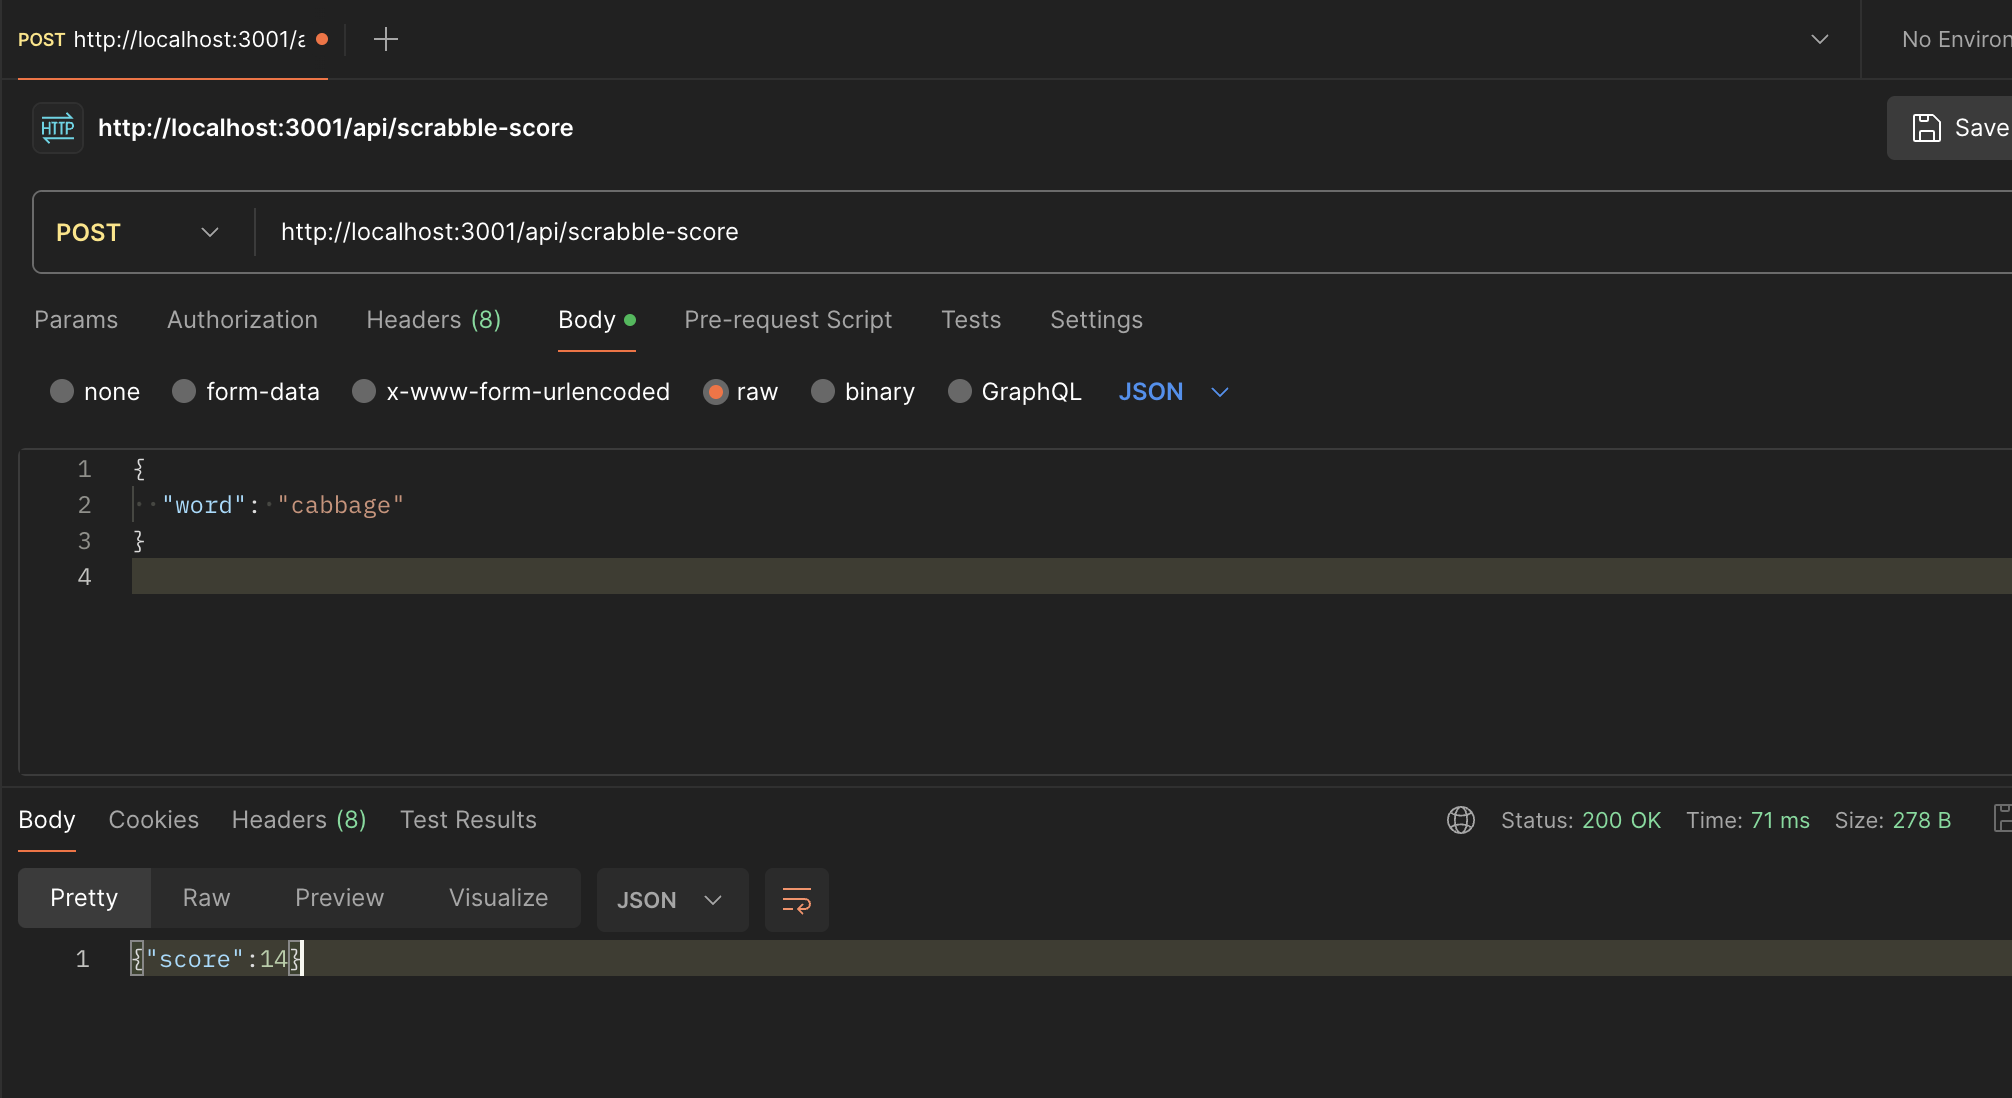 POST http://localhost:3001/a
No Environ
HTTP http://localhost:3001/api/scrabble-score
Save
POST http://localhost:3001/api/scrabble-score
Params Authorization Headers (8) Body Pre-request Script Tests Settings
none form-data x-www-form-urlencoded raw binary GraphQL JSON
1 {
2 "word": "cabbage"
3 }
4
Body Cookies Headers (8) Test Results Status: 200 OK Time: 71 ms Size: 278 B
Pretty Raw Preview Visualize JSON
1 {"score":14}